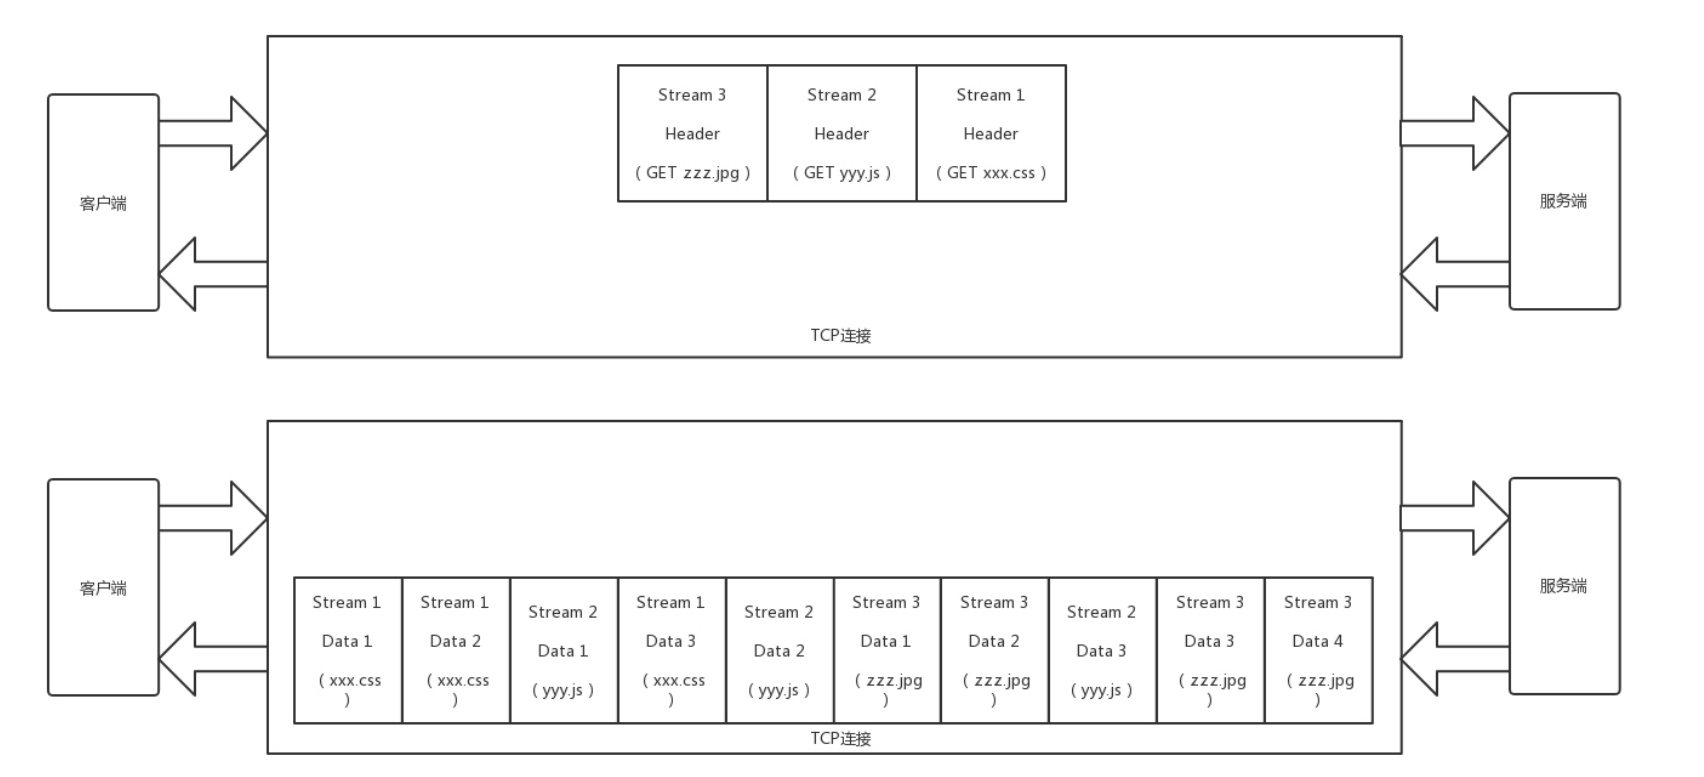 客户端
Stream 3
Header
( GET zzz.jpg )
Stream 2
Header
( GET yyy.js )
Stream 1
Header
( GET xxx.css )
服务端
TCP连接
客户端
Stream 1
Data 1
( xxx.css
)
Stream 1
Data 2
( xxx.css
)
Stream 2
Data 1
( yyy.js )
Stream 1
Data 3
( xxx.css
)
Stream 2
Data 2
( yyy.js )
Stream 3
Data 1
( zzz.jpg
)
Stream 3
Data 2
( zzz.jpg
)
Stream 2
Data 3
( yyy.js )
Stream 3
Data 3
( zzz.jpg
)
Stream 3
Data 4
( zzz.jpg
)
服务端
TCP连接